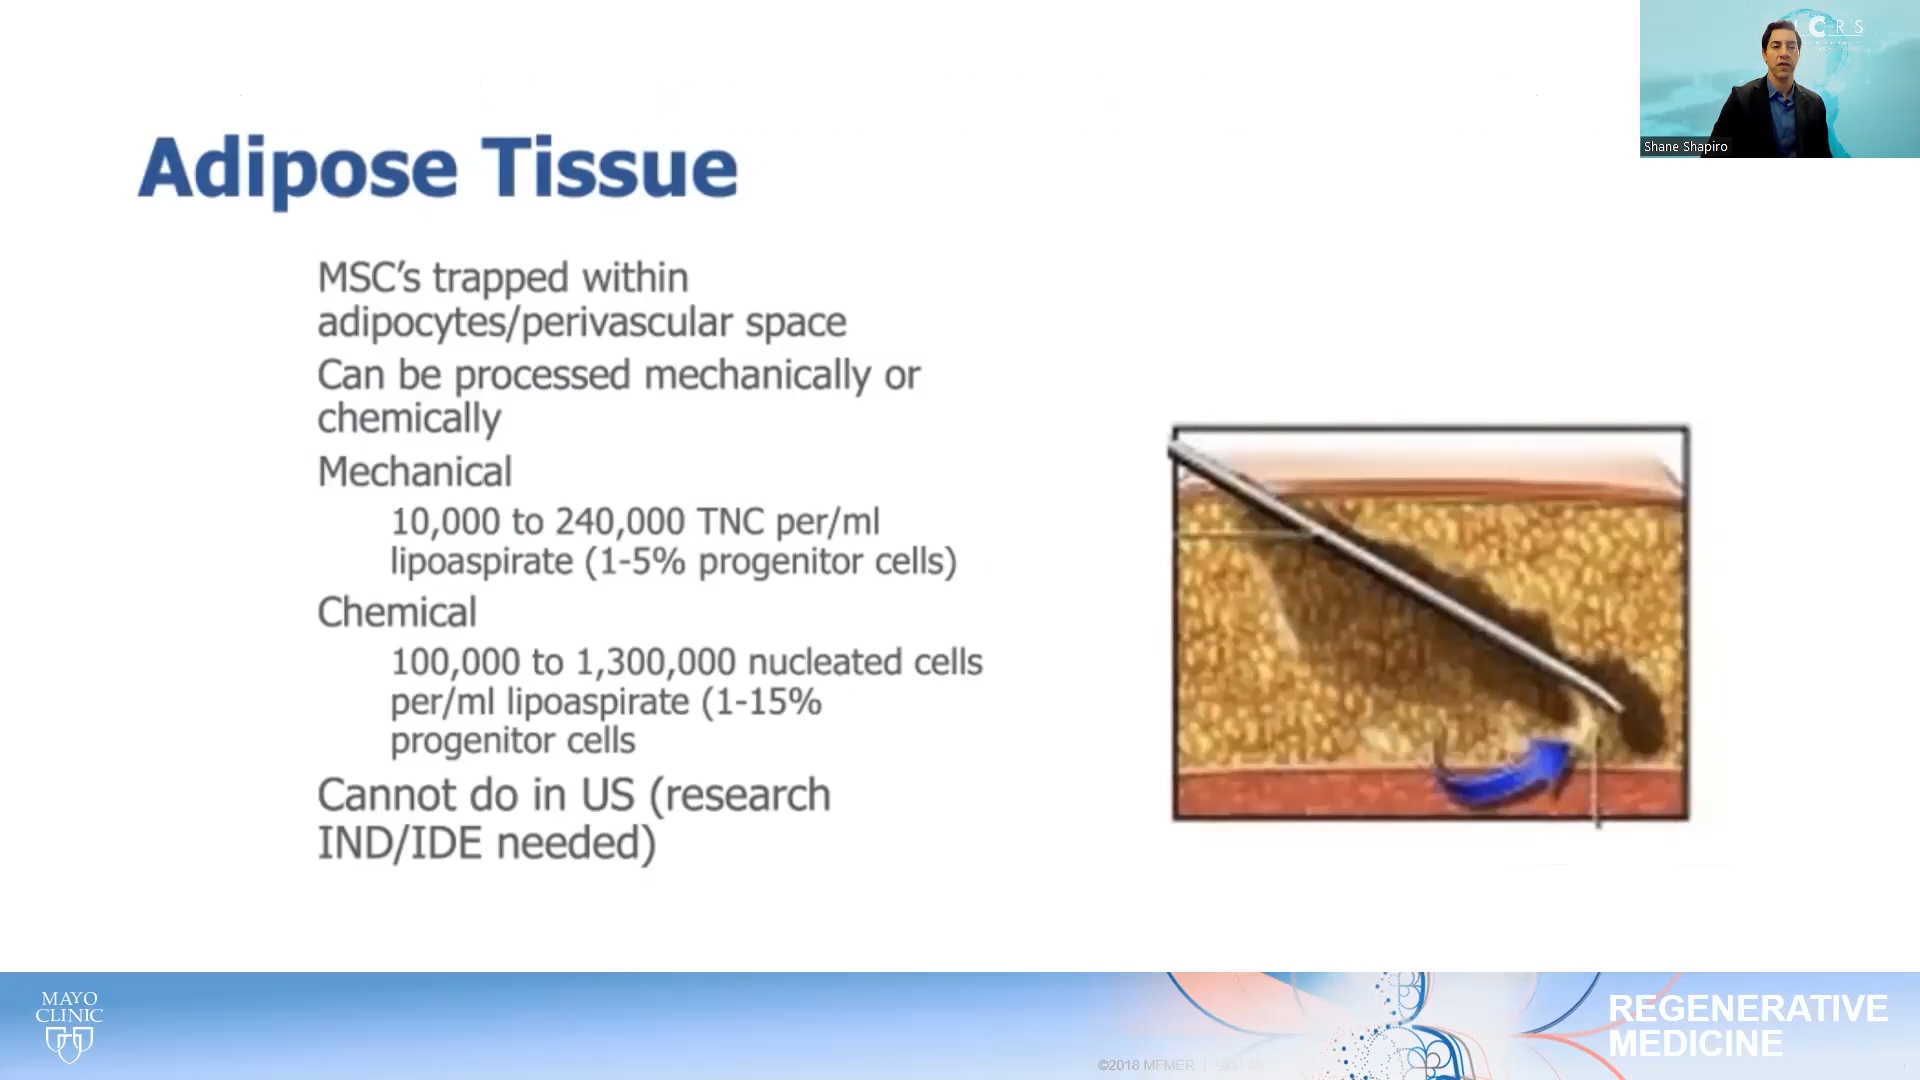 I C R S
Shane Shapiro
Adipose Tissue
MSC’s trapped within
adipocytes/perivascular space
Can be processed mechanically or
chemically
Mechanical
10,000 to 240,000 TNC per/ml
lipoaspirate (1-5% progenitor cells)
Chemical
100,000 to 1,300,000 nucleated cells
per/ml lipoaspirate (1-15%
progenitor cells
Cannot do in US (research
IND/IDE needed)
MAYO
CLINIC
REGENERATIVE
MEDICINE
©2018 MFMER |